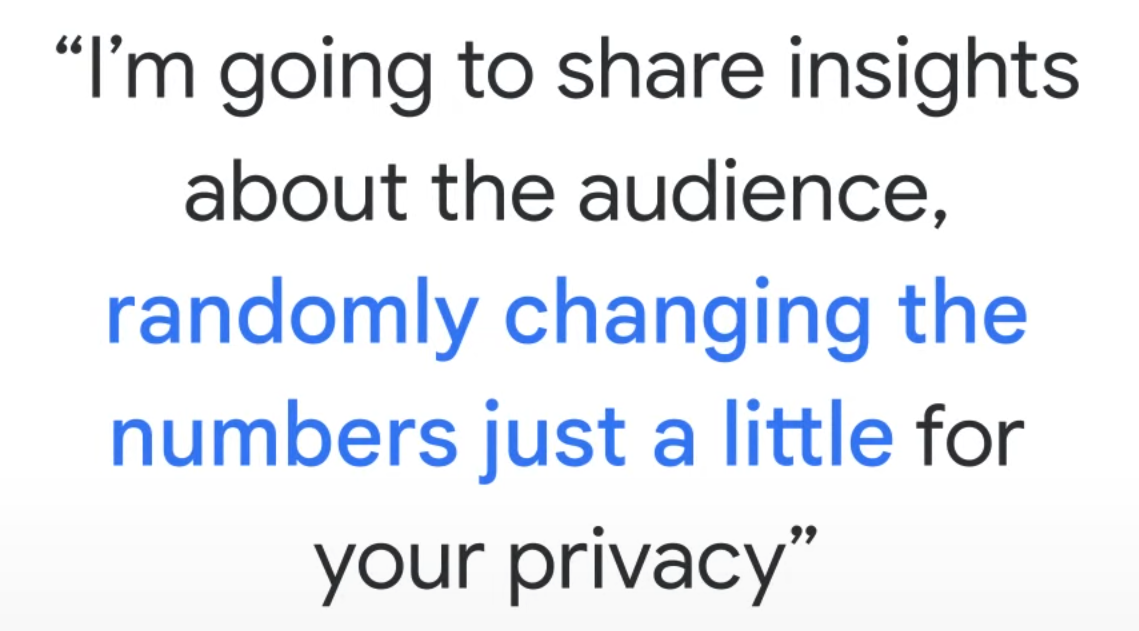 “I’m going to share insights
about the audience,
randomly changing the
numbers just a little for
your privacy”